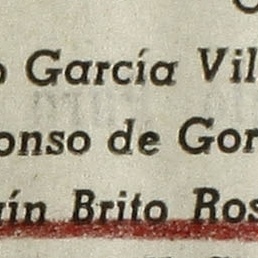 García Vil
onso de Gor
ín Brito Ros